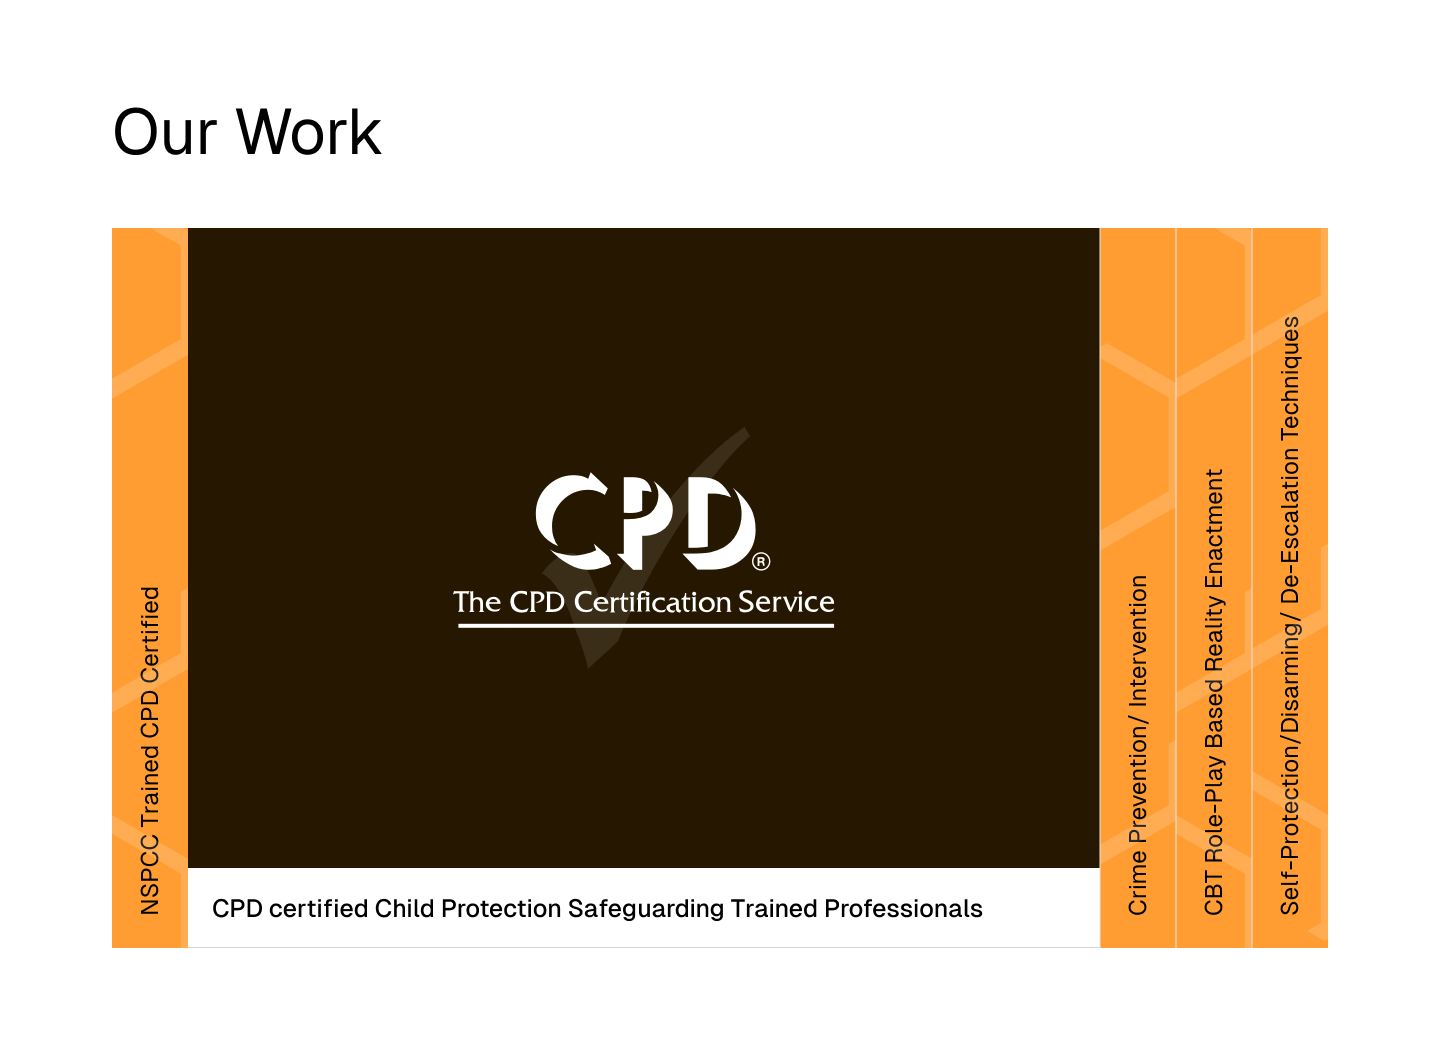 Our Work
NSPCC Trained CPD Certified
CPD®
The CPD Certification Service
CPD certified Child Protection Safeguarding Trained Professionals
Crime Prevention/ Intervention
CBT Role-Play Based Reality Enactment
Self-Protection/Disarming/ De-Escalation Techniques